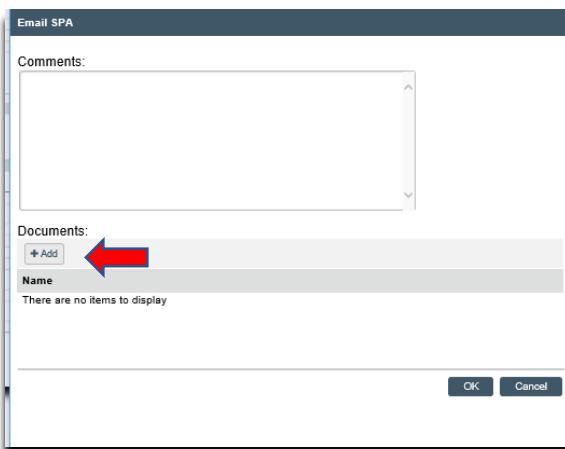 Email SPA
Comments:
Documents:
+ Add
Name
There are no items to display
OK Cancel